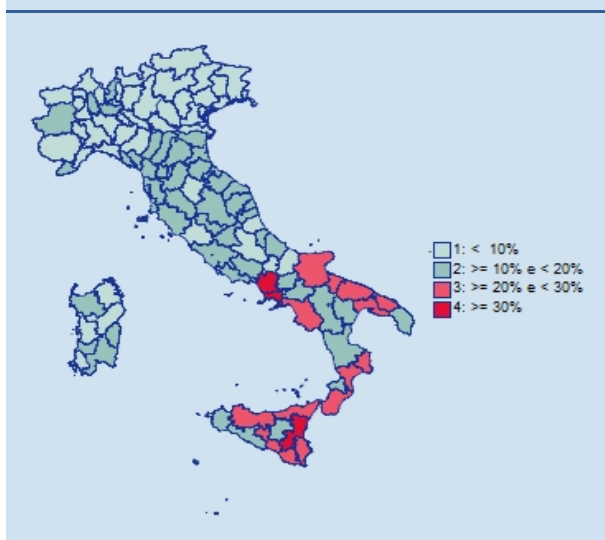 1: < 10%
2: >= 10% e < 20%
3: >= 20% e < 30%
4: >= 30%